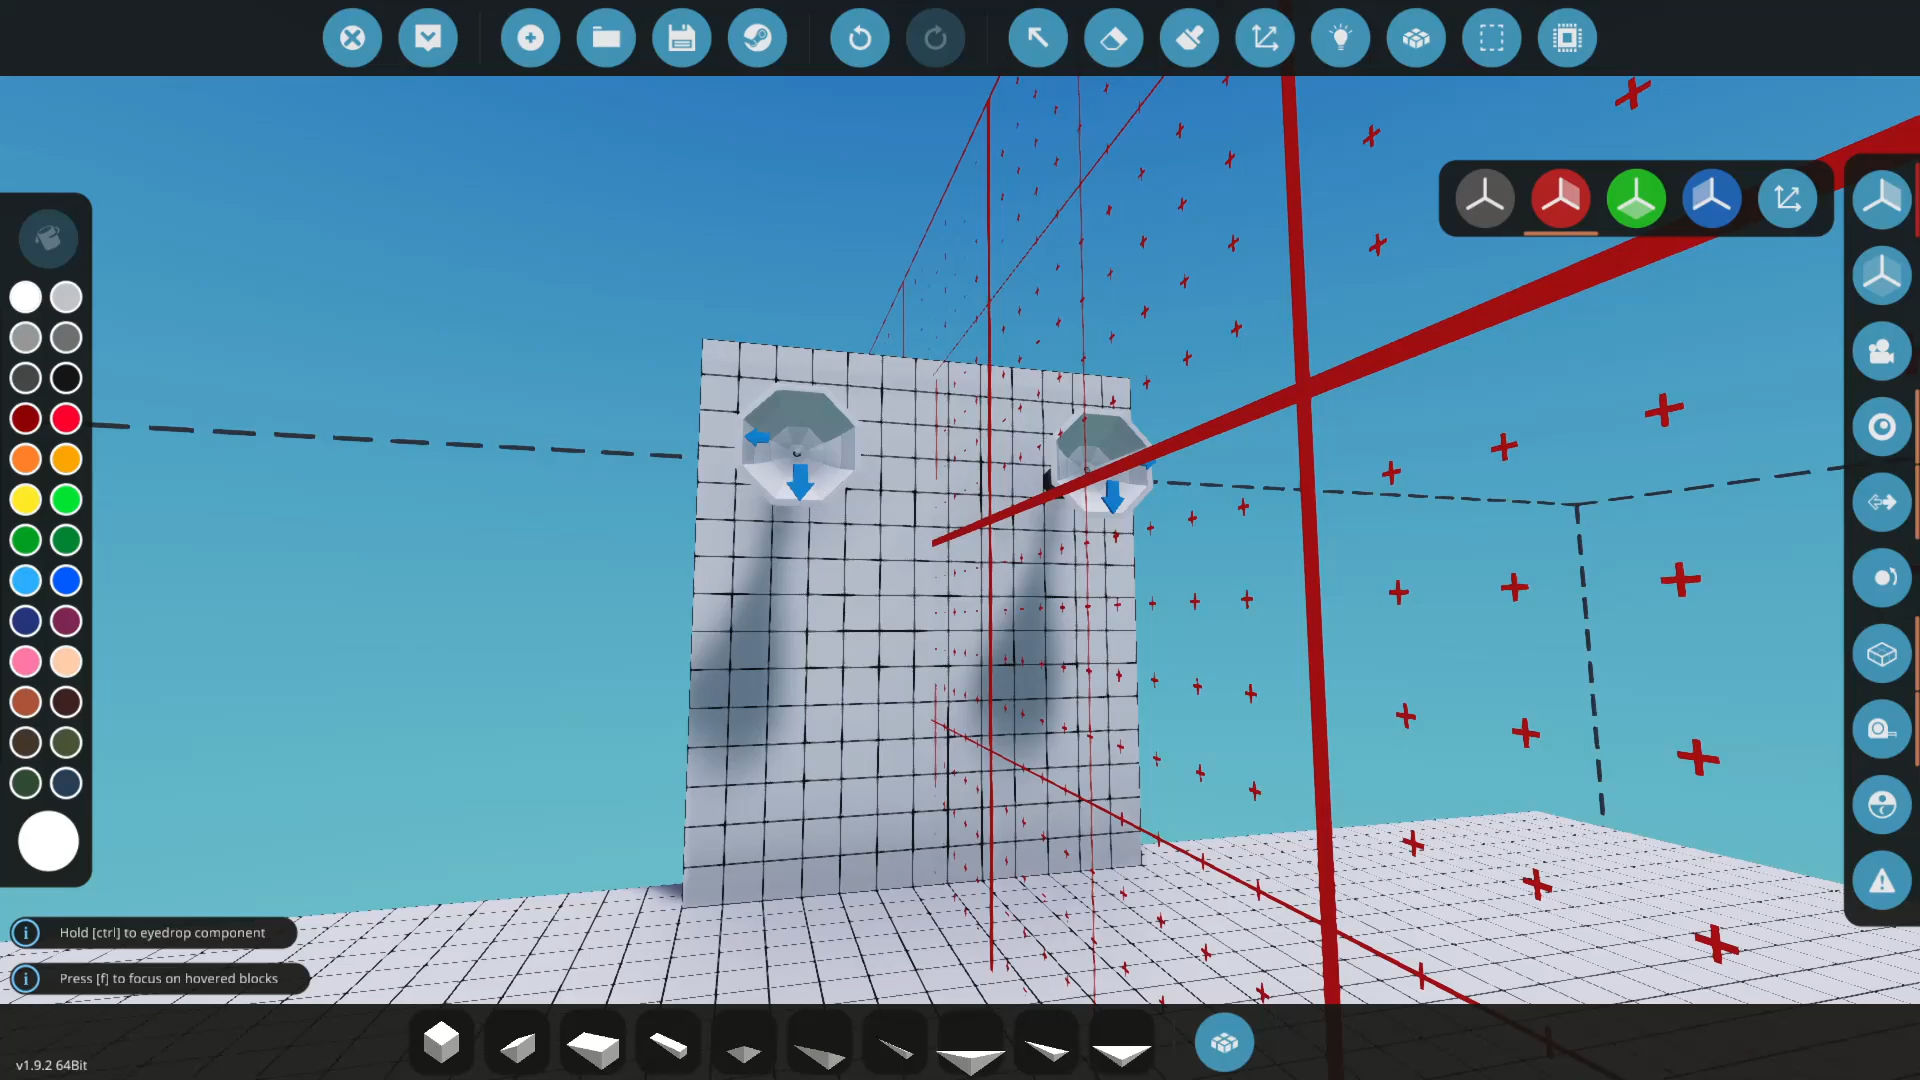 Hold [ctrl] to eyedrop component
Press [f] to focus on hovered blocks
v1.9.2 64Bit